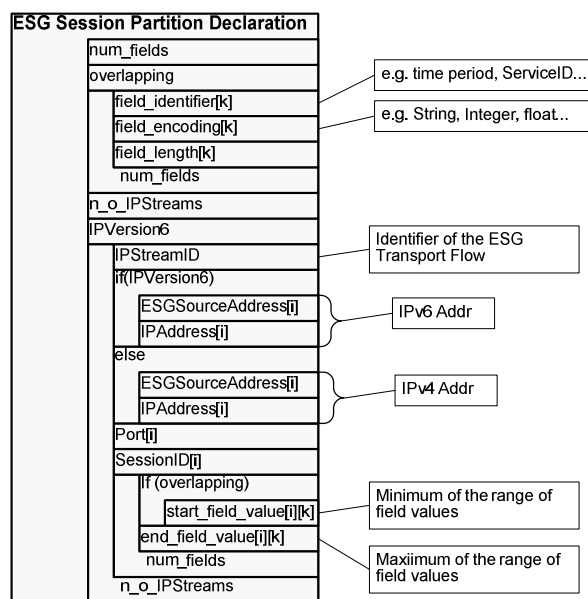 ESG Session Partition Declaration
num_fields
overlapping
e.g. time period, ServiceID...
field_identifier[k]
field_encoding[k]
e.g. String, Integer, float...
field_length[k]
num_fields
n_o_IPStreams
IPVersion6
IPStreamID
Identifier of the ESG
Transport Flow
if(IPVersion6)
ESGSourceAddress[i]
IPv6 Addr
IPAddress[i]
else
ESGSourceAddress[i]
IPv4 Addr
IPAddress[i]
Port[i]
SessionID[i]
If (overlapping)
Minimum of the range of
field values
start_field_value[i][k]
end_field_value[i][k]
Maxiimum of the range of
field values
num_fields
n_o_IPStreams